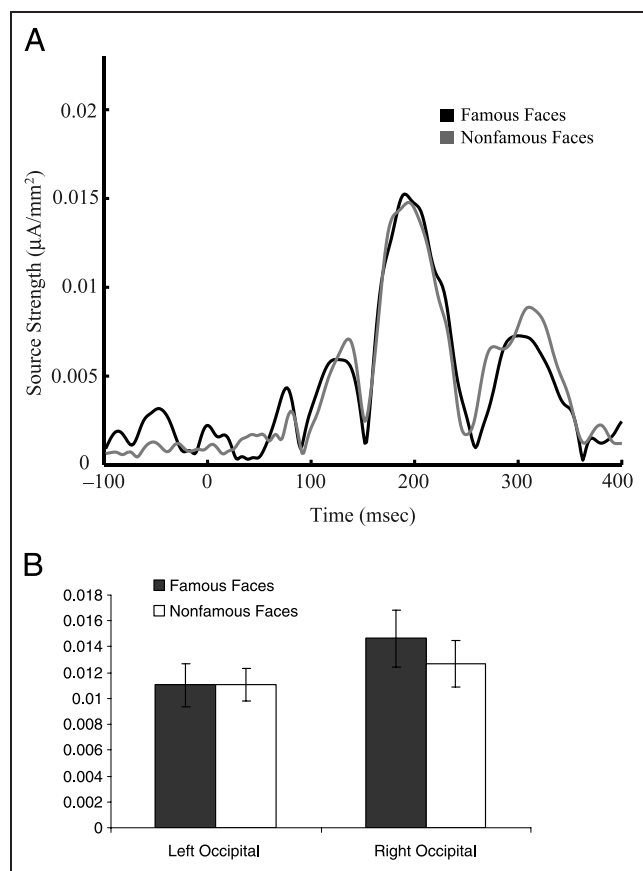 A
0.02
Famous Faces
Nonfamous Faces
0.015
Source Strength (µA/mm²)
0.01
0.005
0
–100 0 100 200 300 400
Time (msec)
B
0.018
Famous Faces
0.016
Nonfamous Faces
0.014
0.012
0.01
0.008
0.006
0.004
0.002
0
Left Occipital Right Occipital